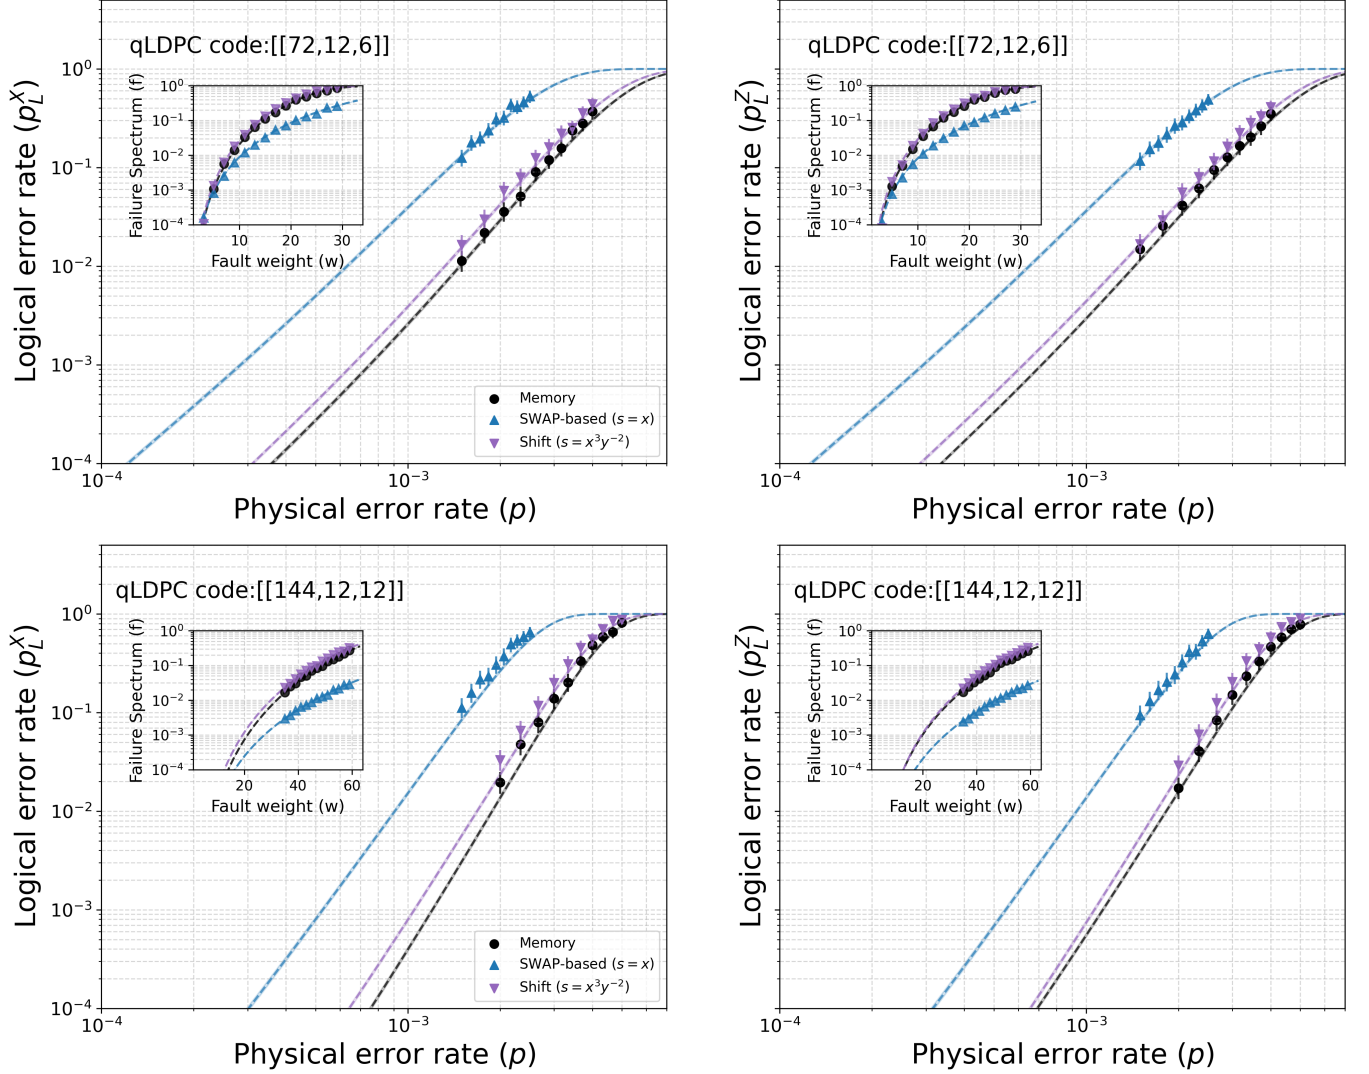 qLDPC code:[[72,12,6]]
Logical error rate (p_L^X)
10^0
10^-1
10^-2
10^-3
10^-4
Failure Spectrum (f)
10^0
10^-1
10^-2
10^-3
10^-4
10 20 30
Fault weight (w)
Memory
SWAP-based (s = x)
Shift (s = x^3y^-2)
10^-4 10^-3
Physical error rate (p)
qLDPC code:[[72,12,6]]
Logical error rate (p_L^Z)
10^0
10^-1
10^-2
10^-3
10^-4
Failure Spectrum (f)
10^0
10^-1
10^-2
10^-3
10^-4
10 20 30
Fault weight (w)
10^-4 10^-3
Physical error rate (p)
qLDPC code:[[144,12,12]]
Logical error rate (p_L^X)
10^0
10^-1
10^-2
10^-3
10^-4
Failure Spectrum (f)
10^0
10^-1
10^-2
10^-3
10^-4
20 40 60
Fault weight (w)
Memory
SWAP-based (s = x)
Shift (s = x^3y^-2)
10^-4 10^-3
Physical error rate (p)
qLDPC code:[[144,12,12]]
Logical error rate (p_L^Z)
10^0
10^-1
10^-2
10^-3
10^-4
Failure Spectrum (f)
10^0
10^-1
10^-2
10^-3
10^-4
20 40 60
Fault weight (w)
10^-4 10^-3
Physical error rate (p)